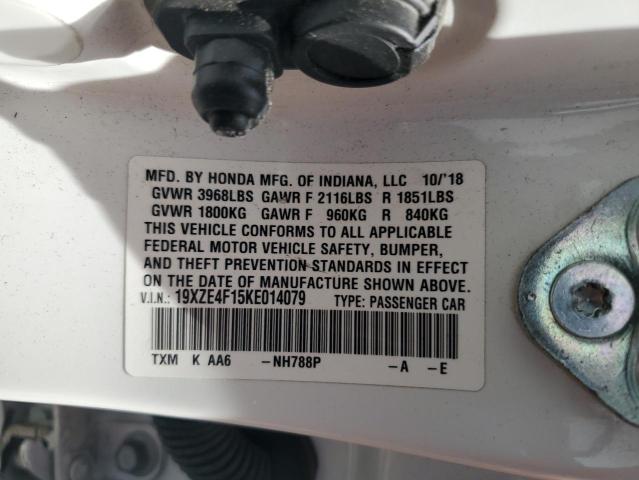 MFD. BY HONDA MFG. OF INDIANA, LLC 10/'18
GVWR 3968LBS GAWR F 2116LBS R 1851LBS
GVWR 1800KG GAWR F 960KG R 840KG
THIS VEHICLE CONFORMS TO ALL APPLICABLE
FEDERAL MOTOR VEHICLE SAFETY, BUMPER,
AND THEFT PREVENTION STANDARDS IN EFFECT
ON THE DATE OF MANUFACTURE SHOWN ABOVE.
V.I.N.: 19XZE4F15KE014079 TYPE: PASSENGER CAR
TXM K AA6 –NH788P –A –E